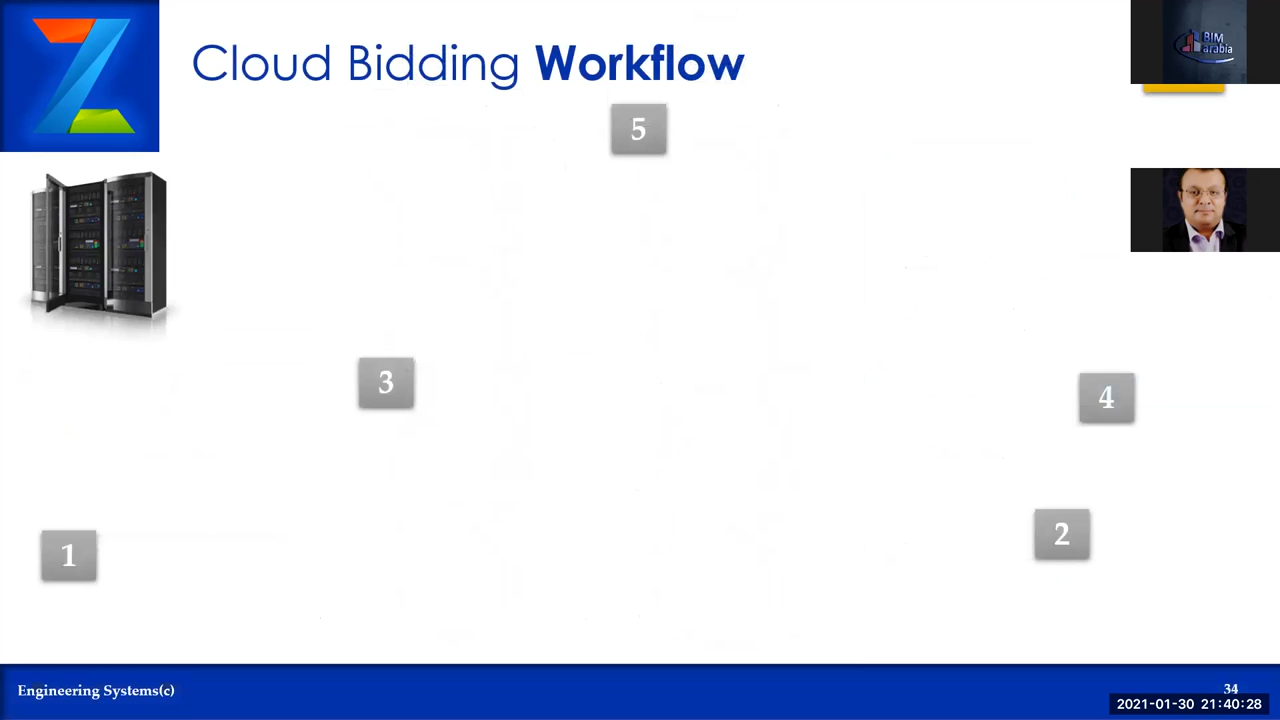 Cloud Bidding Workflow
BIM
arabia
5
3
4
2
1
Engineering Systems(c)
34
2021-01-30 21:40:28